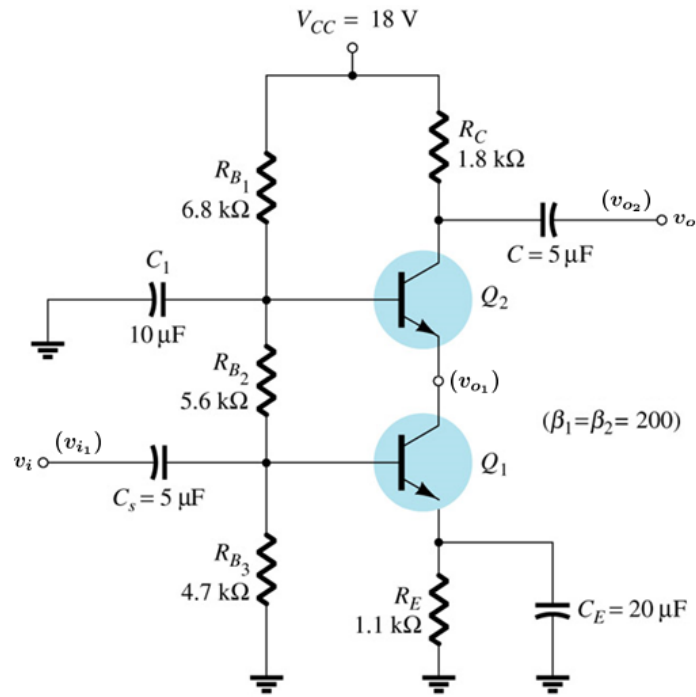 V_CC = 18 V
R_C
1.8 kΩ
R_B1
6.8 kΩ
(v_o2)
v_o
C = 5 μF
C_1
10 μF
Q_2
R_B2
5.6 kΩ
(v_o1)
(β_1=β_2= 200)
(v_i1)
v_i
C_s = 5 μF
Q_1
R_B3
4.7 kΩ
R_E
1.1 kΩ
C_E = 20 μF